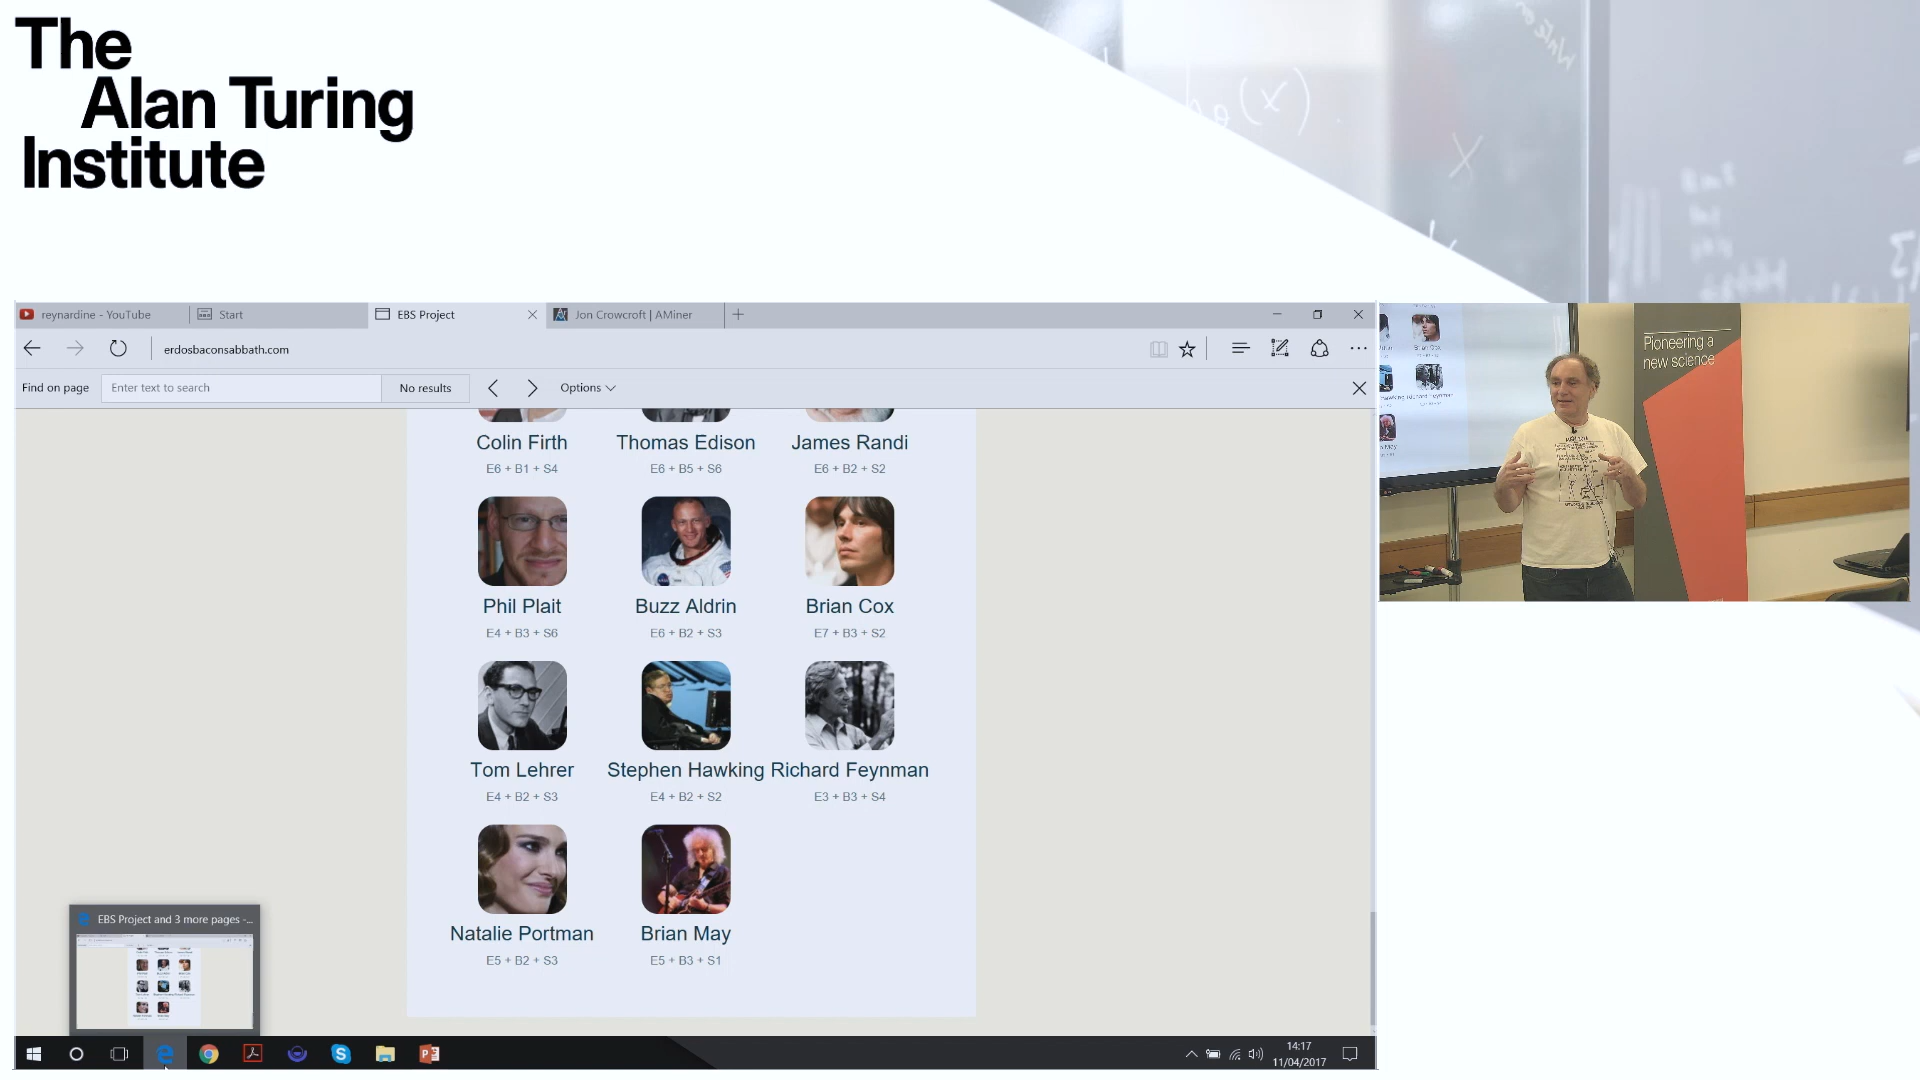 The
Alan Turing
Institute
reynardine - YouTube
Start
EBS Project
Jon Crowcroft | AMiner
erdosbaconsabbath.com
Find on page
Enter text to search
No results
Options
Colin Firth
Thomas Edison
James Randi
E6 + B1 + S4
E6 + B5 + S6
E6 + B2 + S2
Phil Plait
Buzz Aldrin
Brian Cox
E4 + B3 + S6
E6 + B2 + S3
E7 + B3 + S2
Tom Lehrer
Stephen Hawking
Richard Feynman
E4 + B2 + S3
E4 + B2 + S2
E3 + B3 + S4
Natalie Portman
Brian May
E5 + B2 + S3
E5 + B3 + S1
EBS Project and 3 more pages -...
14:17
11/04/2017
Pioneering a
new science